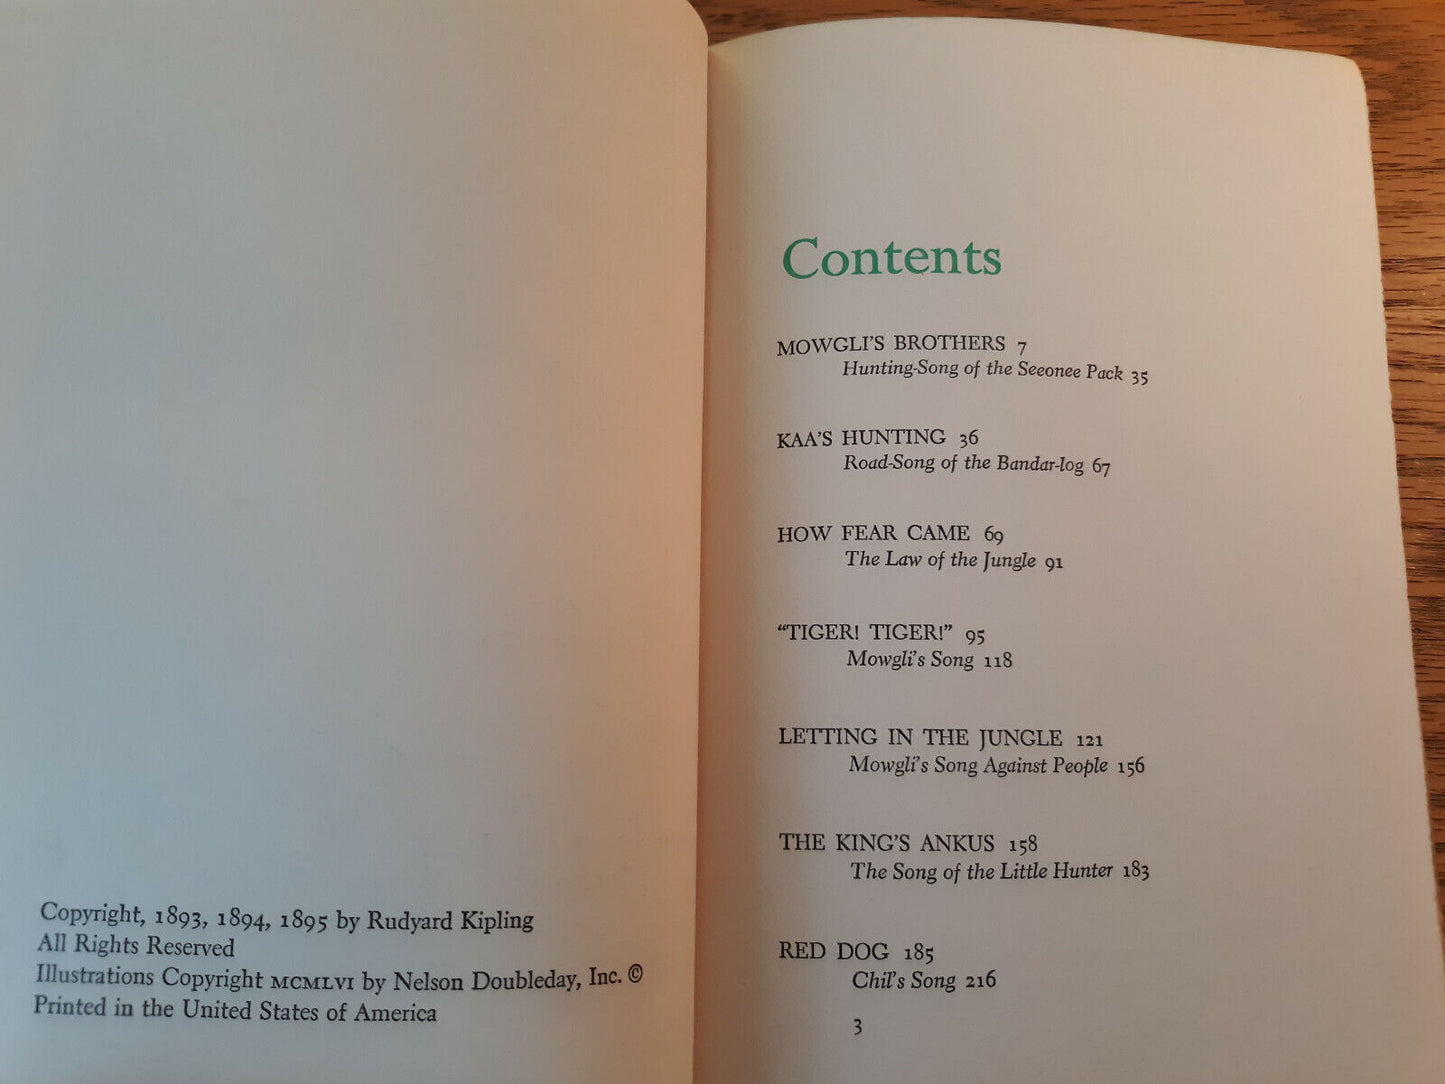 Copyright, 1893, 1894, 1895 by Rudyard Kipling
All Rights Reserved
Illustrations Copyright MCMLVI by Nelson Doubleday, Inc. ©
Printed in the United States of America
Contents
MOWGLI'S BROTHERS 7
Hunting-Song of the Seeonee Pack 35
KAA'S HUNTING 36
Road-Song of the Bandar-log 67
HOW FEAR CAME 69
The Law of the Jungle 91
“TIGER! TIGER!” 95
Mowgli's Song 118
LETTING IN THE JUNGLE 121
Mowgli's Song Against People 156
THE KING'S ANKUS 158
The Song of the Little Hunter 183
RED DOG 185
Chil's Song 216
3